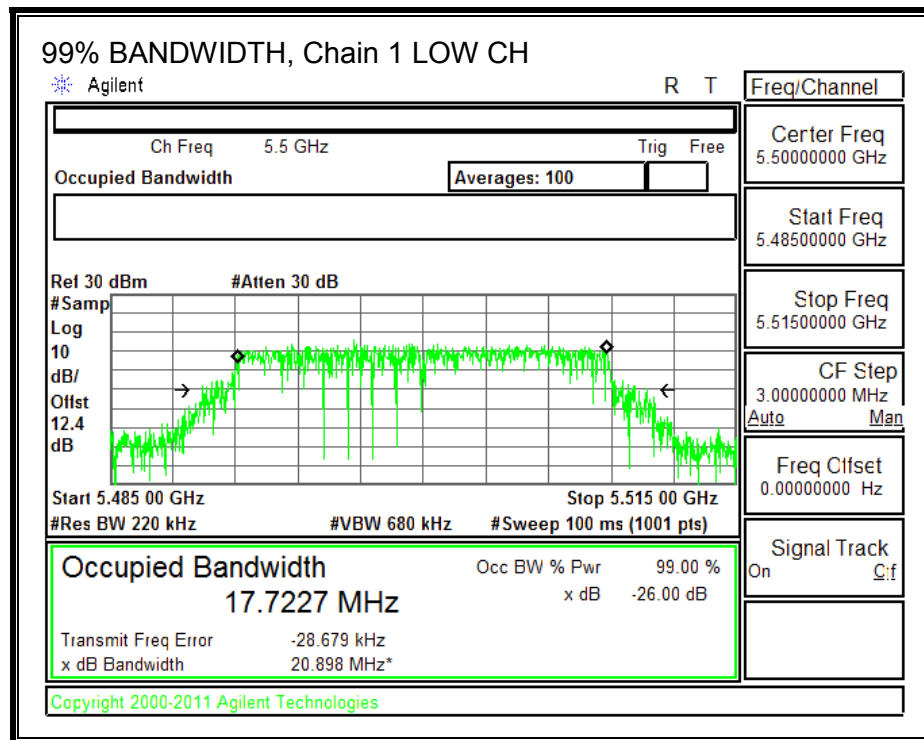 99% BANDWIDTH, Chain 1 LOW CH
Agilent R T
Freq/Channel
Ch Freq 5.5 GHz Trig Free
Occupied Bandwidth Averages: 100
Center Freq
5.50000000 GHz
Start Freq
5.48500000 GHz
Stop Freq
5.51500000 GHz
CF Step
3.00000000 MHz
Auto Man
Freq Offset
0.00000000 Hz
Signal Track
On Off
Ref 30 dBm #Atten 30 dB
#Samp
Log
10
dB/
Offst
12.4
dB
Start 5.485 00 GHz Stop 5.515 00 GHz
#Res BW 220 kHz #VBW 680 kHz #Sweep 100 ms (1001 pts)
Occupied Bandwidth
17.7227 MHz
Occ BW % Pwr 99.00 %
x dB -26.00 dB
Transmit Freq Error -28.679 kHz
x dB Bandwidth 20.898 MHz*
Copyright 2000-2011 Agilent Technologies